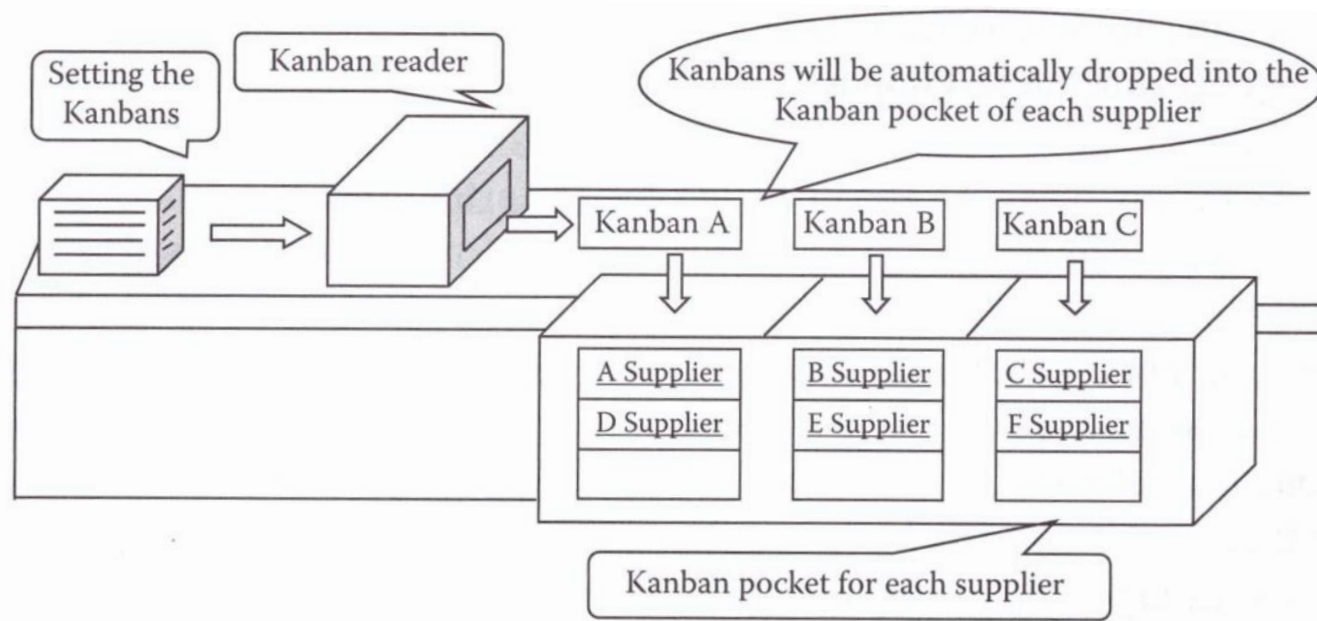 Setting the
Kanbans
Kanban reader
Kanbans will be automatically dropped into the
Kanban pocket of each supplier
Kanban A
Kanban B
Kanban C
A Supplier
B Supplier
C Supplier
D Supplier
E Supplier
F Supplier
Kanban pocket for each supplier